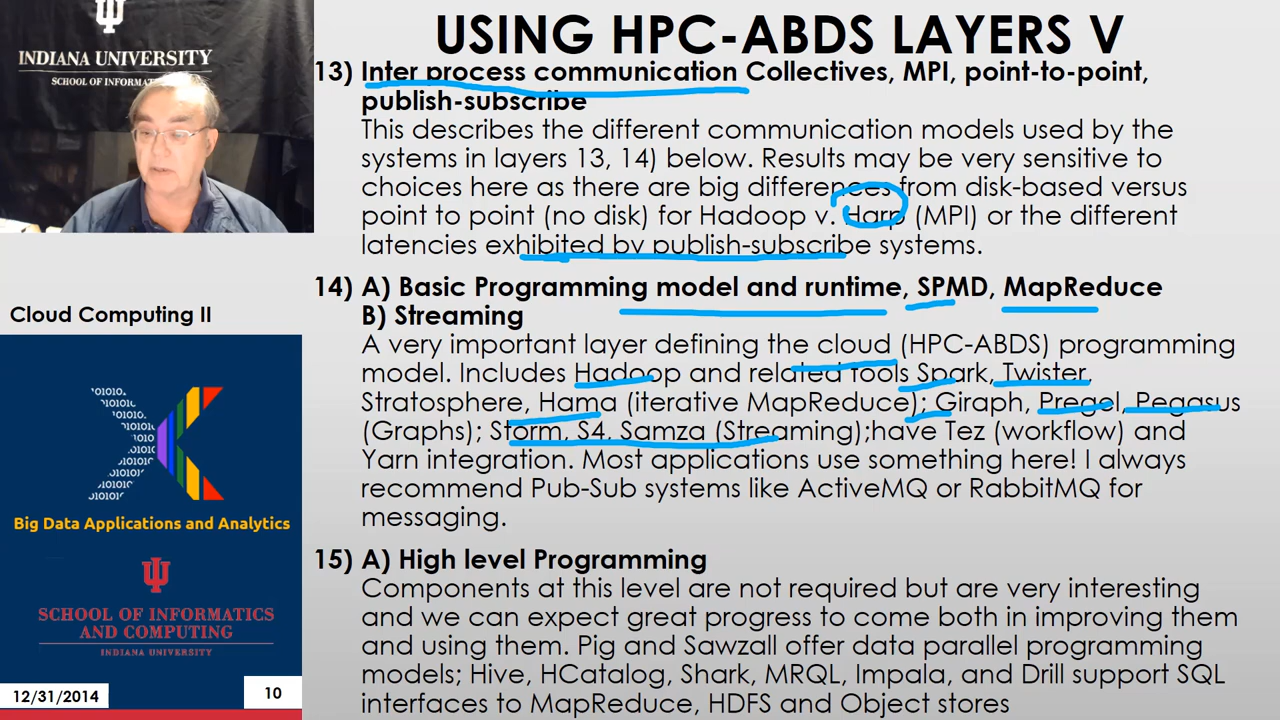 INDIANA UNIVERSITY
SCHOOL OF INFORMATICS
USING HPC-ABDS LAYERS V
13) Inter process communication Collectives, MPI, point-to-point,
publish-subscribe
This describes the different communication models used by the
systems in layers 13, 14) below. Results may be very sensitive to
choices here as there are big differences from disk-based versus
point to point (no disk) for Hadoop v. Harp (MPI) or the different
latencies exhibited by publish-subscribe systems.
14) A) Basic Programming model and runtime, SPMD, MapReduce
B) Streaming
A very important layer defining the cloud (HPC-ABDS) programming
model. Includes Hadoop and related tools Spark, Twister,
Stratosphere, Hama (iterative MapReduce); Giraph, Pregel, Pegasus
(Graphs); Storm, S4, Samza (Streaming);have Tez (workflow) and
Yarn integration. Most applications use something here! I always
recommend Pub-Sub systems like ActiveMQ or RabbitMQ for
messaging.
15) A) High level Programming
Components at this level are not required but are very interesting
and we can expect great progress to come both in improving them
and using them. Pig and Sawzall offer data parallel programming
models; Hive, HCatalog, Shark, MRQL, Impala, and Drill support SQL
interfaces to MapReduce, HDFS and Object stores
Cloud Computing II
Big Data Applications and Analytics
SCHOOL OF INFORMATICS
AND COMPUTING
INDIANA UNIVERSITY
12/31/2014
10